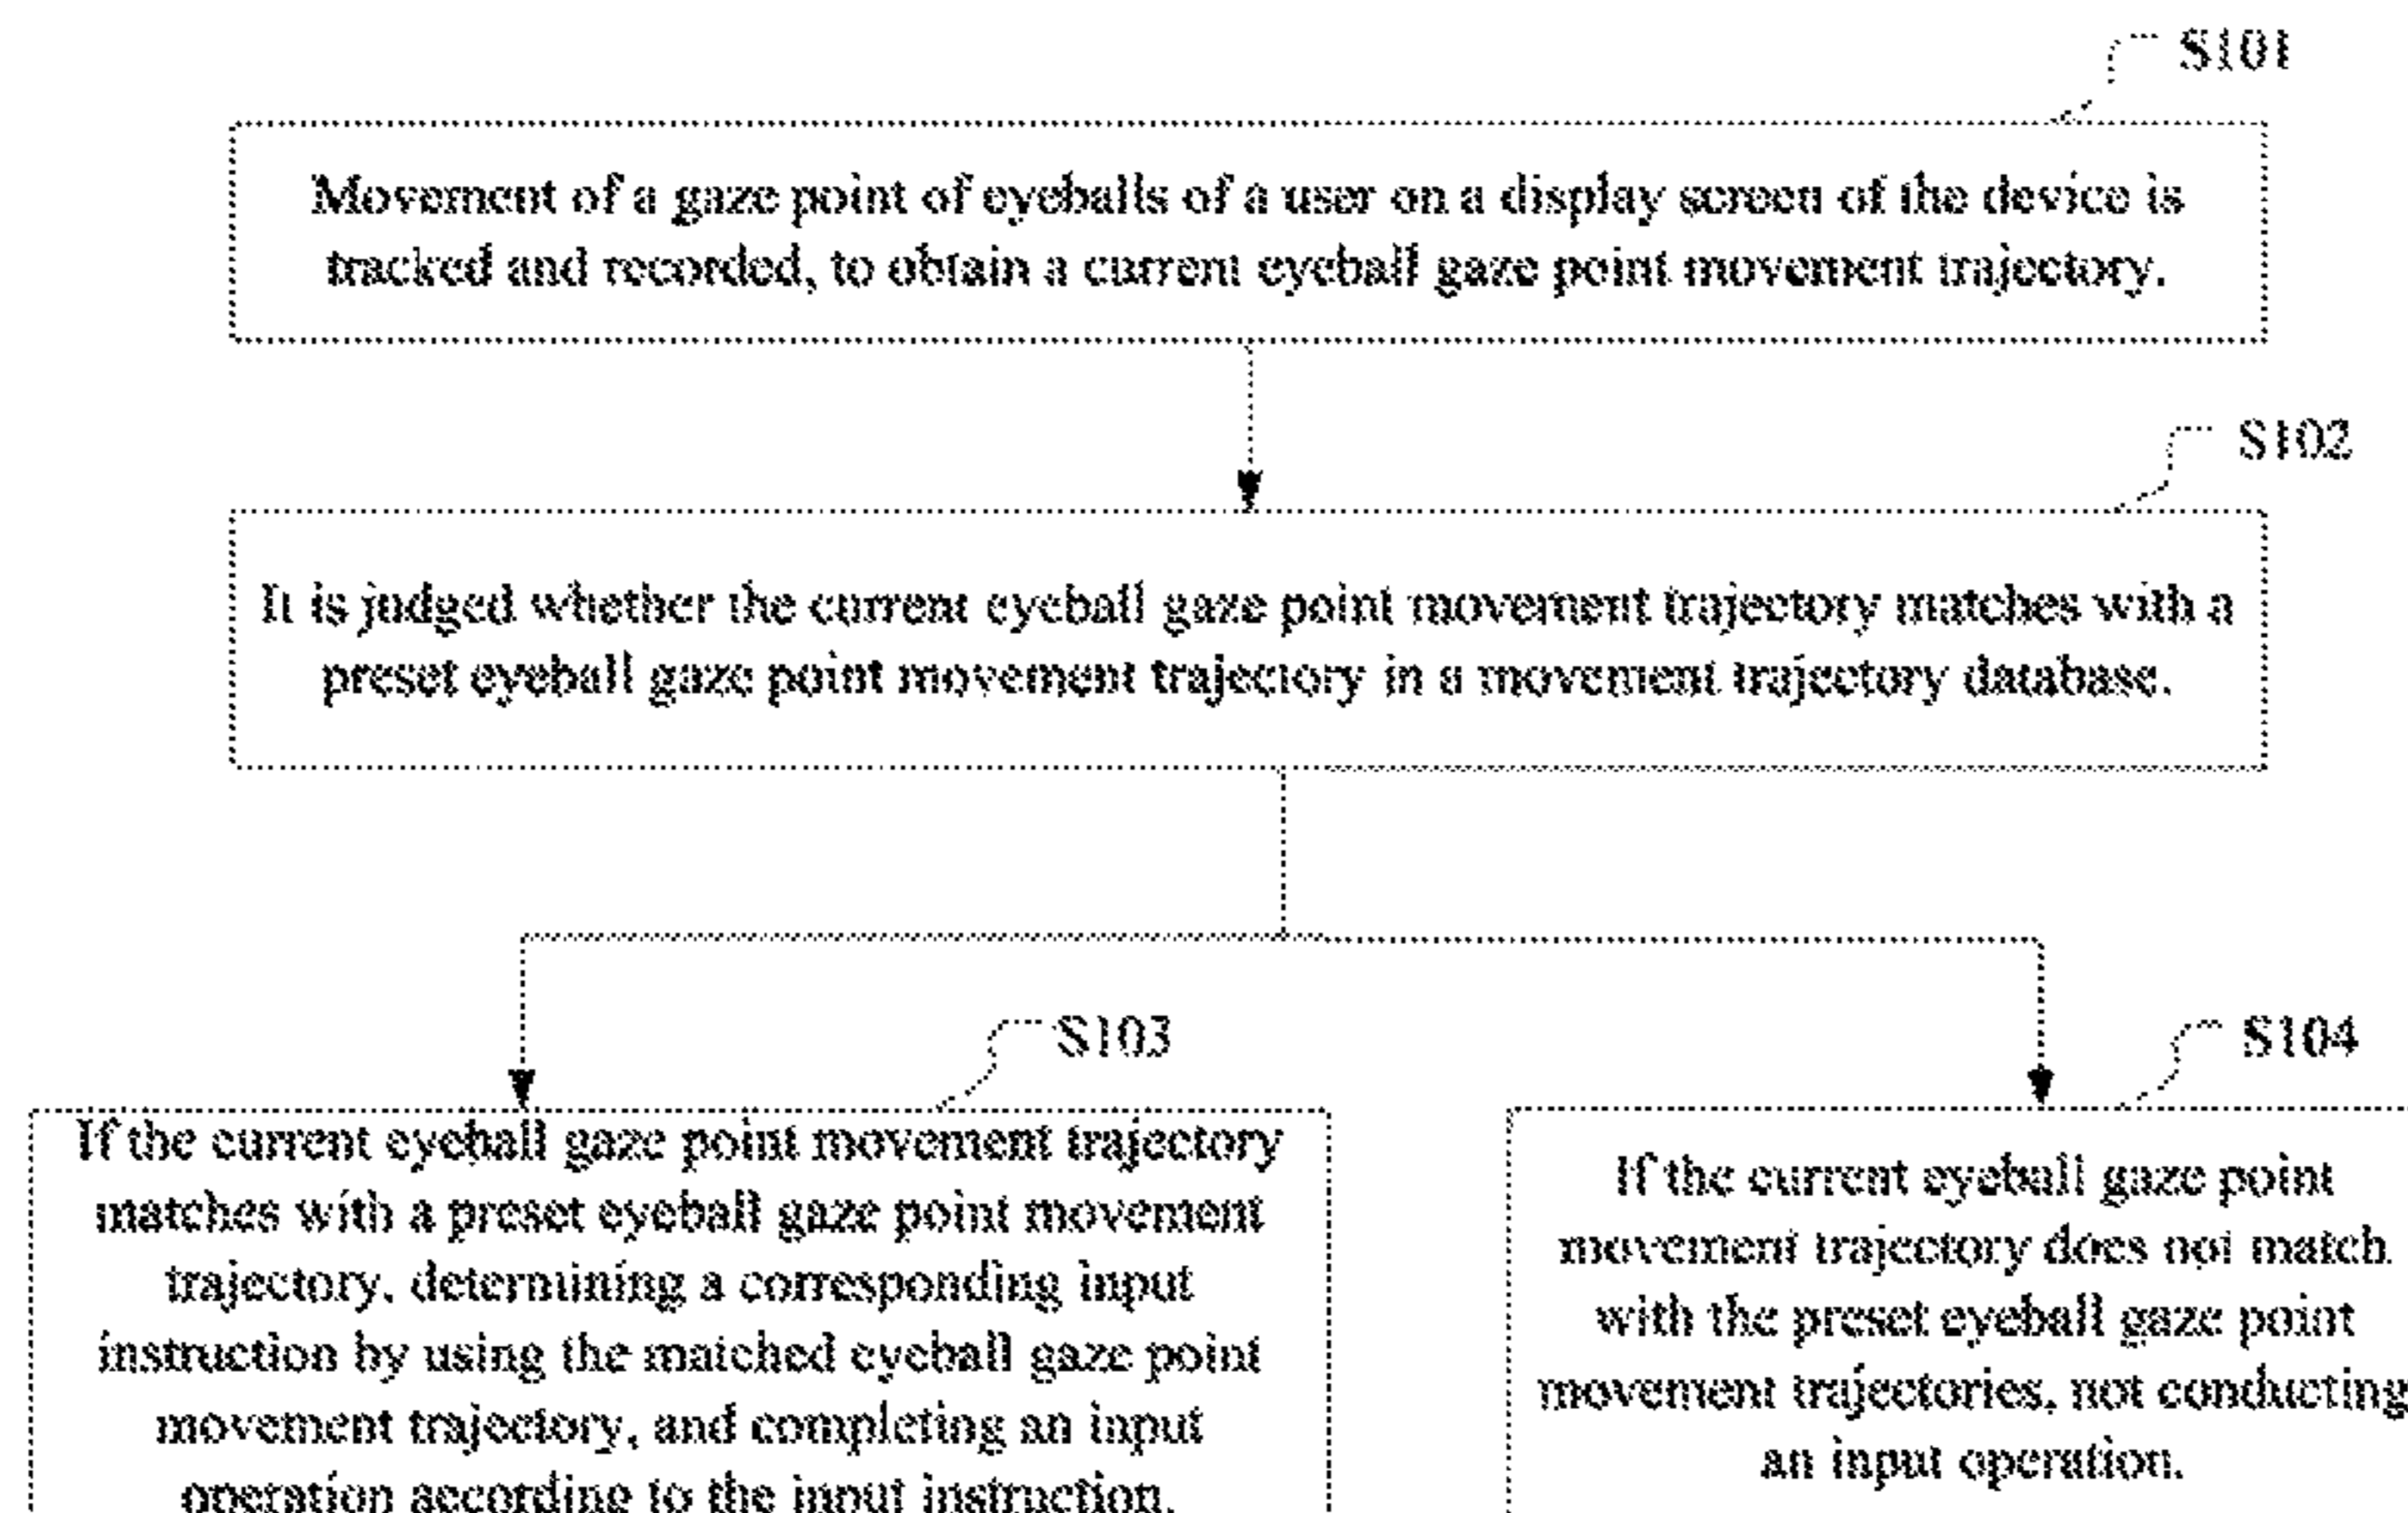 S101
Movement of a gaze point of eyeballs of a user on a display screen of the device is
tracked and recorded, to obtain a current eyeball gaze point movement trajectory.
S102
It is judged whether the current eyeball gaze point movement trajectory matches with a
preset eyeball gaze point movement trajectory in a movement trajectory database.
S103
If the current eyeball gaze point movement trajectory
matches with a preset eyeball gaze point movement
trajectory, determining a corresponding input
instruction by using the matched eyeball gaze point
movement trajectory, and completing an input
operation according to the input instruction.
S104
If the current eyeball gaze point
movement trajectory does not match
with the preset eyeball gaze point
movement trajectories, not conducting
an input operation.